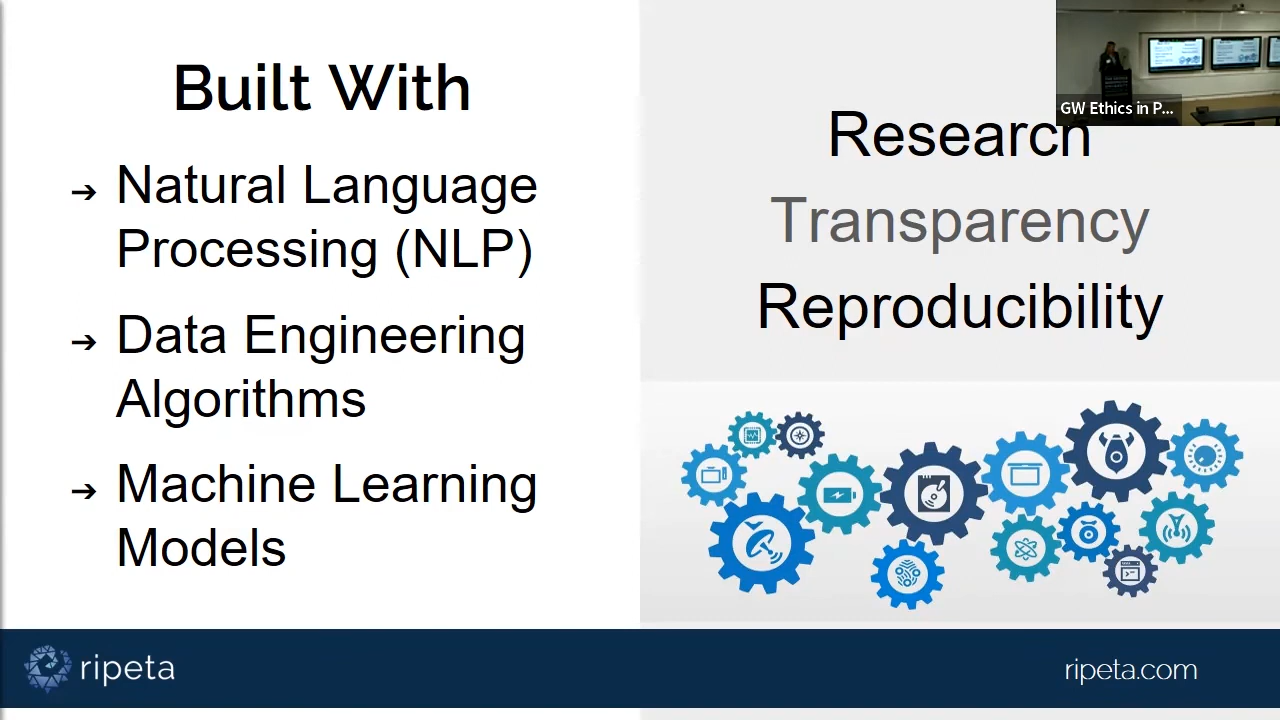 Built With
➔ Natural Language
Processing (NLP)
➔ Data Engineering
Algorithms
➔ Machine Learning
Models
Research
Transparency
Reproducibility
GW Ethics in P...
ripeta
ripeta.com